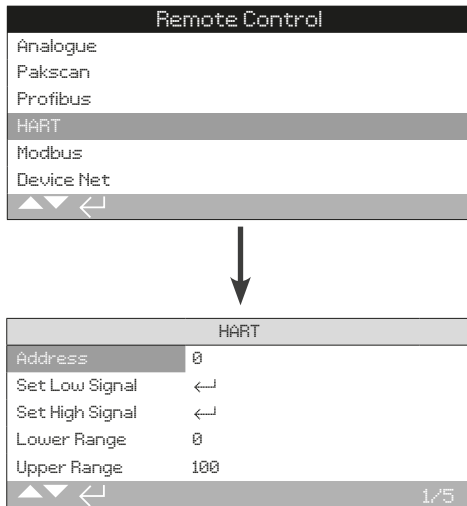 Remote Control
Analogue
Pakscan
Profibus
HART
Modbus
Device Net
HART
Address 0
Set Low Signal
Set High Signal
Lower Range 0
Upper Range 100
1/5